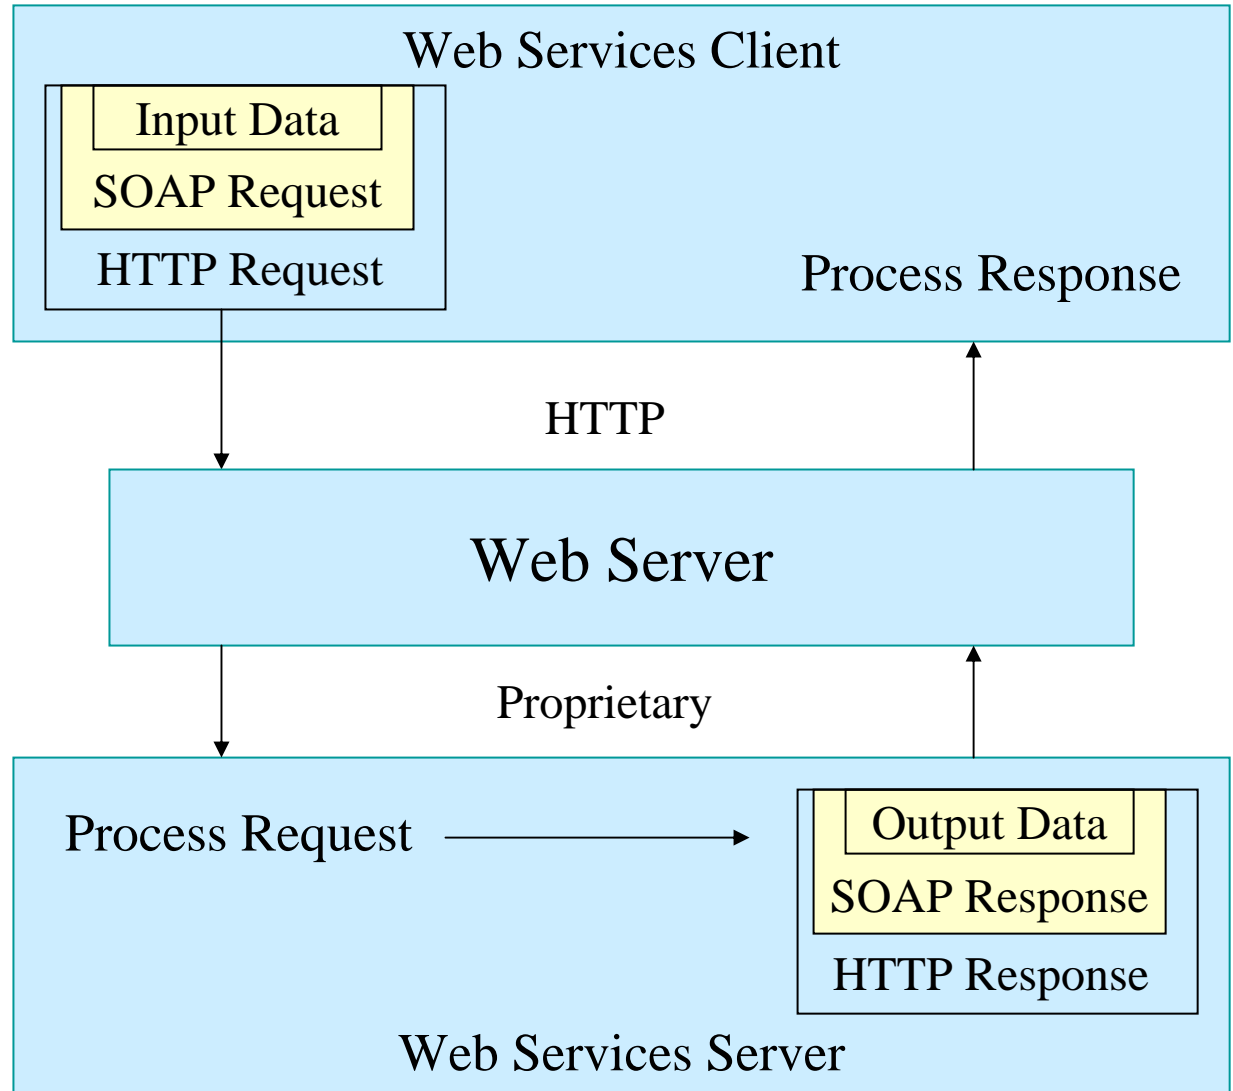 Web Services Client
Input Data
SOAP Request
HTTP Request
Process Response
HTTP
Web Server
Proprietary
Process Request
Output Data
SOAP Response
HTTP Response
Web Services Server